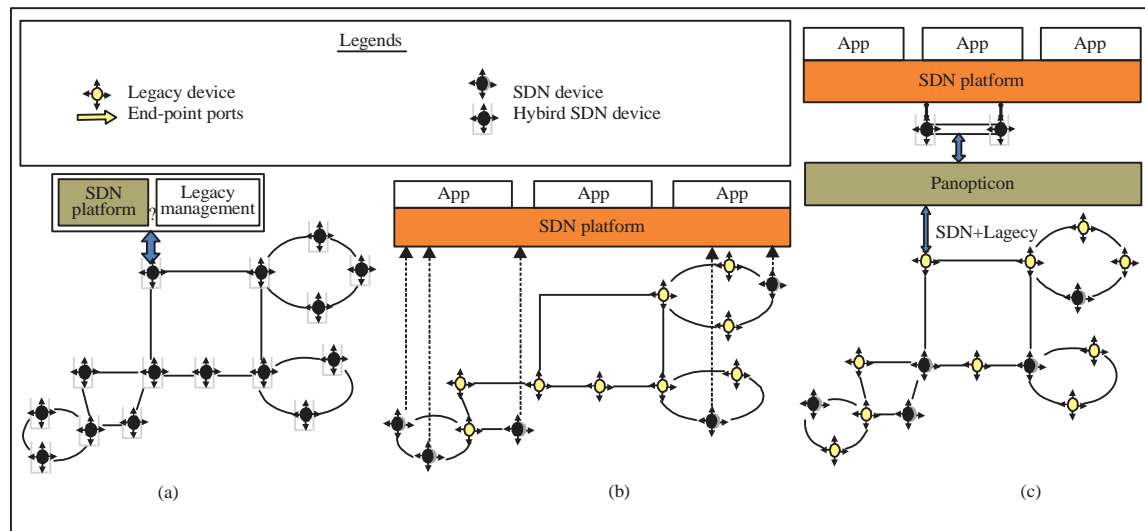 Legends
Legacy device
End-point ports
SDN device
Hybird SDN device
SDN
platform
?
Legacy
management
(a)
App
App
App
SDN platform
(b)
App
App
App
SDN platform
Panopticon
SDN+Lagecy
(c)